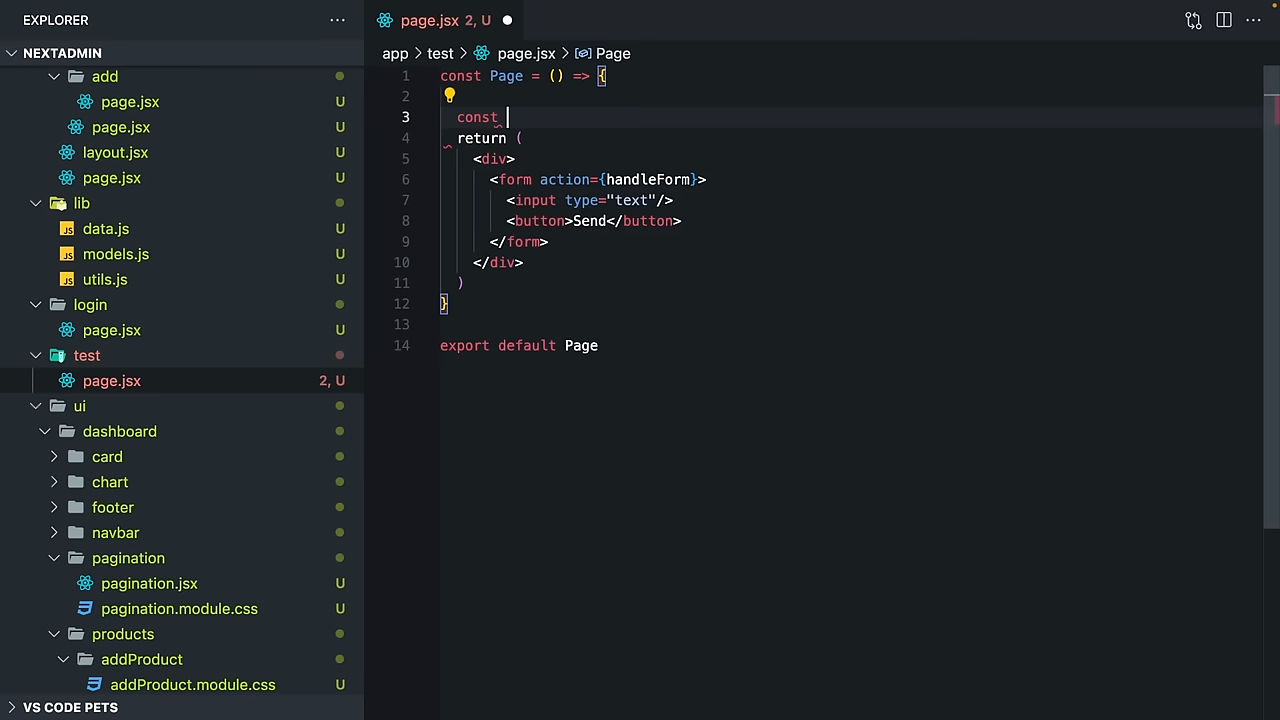 EXPLORER
NEXTADMIN
add
page.jsx U
page.jsx U
layout.jsx U
page.jsx U
lib
data.js U
JS models.js U
JS utils.js U
login
page.jsx U
test
page.jsx 2, U
ui
dashboard
card
chart
footer
navbar
pagination
pagination.jsx U
pagination.module.css U
products
addProduct
addProduct.module.css U
VS CODE PETS
page.jsx 2, U
app > test > page.jsx > Page
1 const Page = () => {
2
3 const
4 return (
5 <div>
6 <form action={handleForm}>
7 <input type="text"/>
8 <button>Send</button>
9 </form>
10 </div>
11 )
12 }
13
14 export default Page